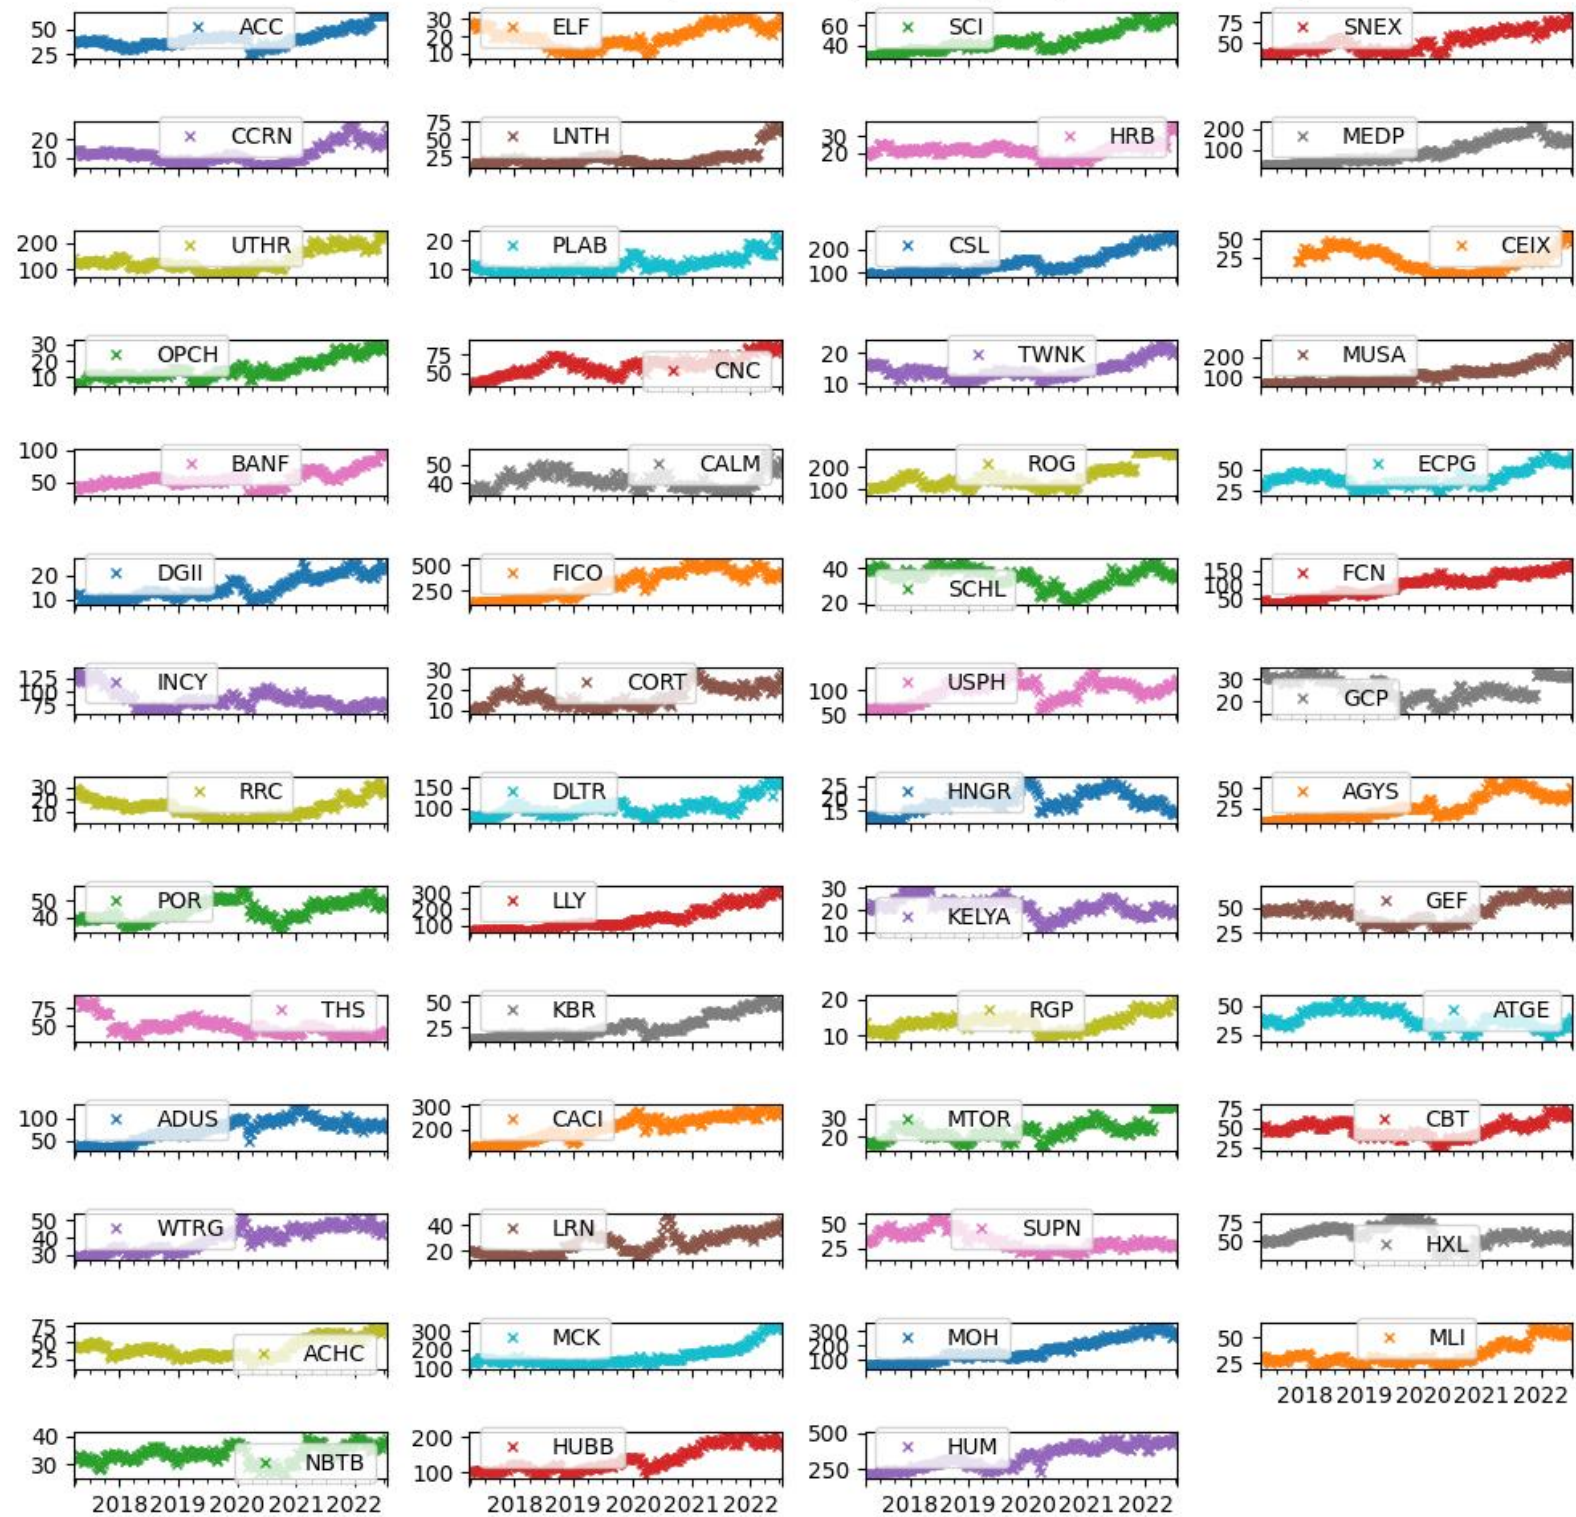 50 25 ACC 30 20 10 ELF 60 40 SCI 75 50 SNEX
20 10 CCRN 75 50 25 LNTH 30 20 HRB 200 100 MEDP
200 100 UTHR 20 10 PLAB 200 100 CSL 50 25 CEIX
30 20 10 OPCH 75 50 CNC 20 10 TWNK 200 100 MUSA
100 50 BANF 50 40 CALM 200 100 ROG 50 25 ECPG
20 10 DGII 500 250 FICO 40 20 SCHL 150 100 50 FCN
125 100 75 INCY 30 20 10 CORT 100 50 USPH 30 20 GCP
30 20 10 RRC 150 100 DLTR 25 20 15 HNGR 50 25 AGYS
50 40 POR 300 200 100 LLY 30 20 10 KELYA 50 25 GEF
75 50 THS 50 25 KBR 20 10 RGP 50 25 ATGE
100 50 ADUS 300 200 CACI 30 20 MTOR 75 50 25 CBT
50 40 30 WTRG 40 20 LRN 50 25 SUPN 75 50 HXL
75 50 25 ACHC 300 200 100 MCK 300 200 100 MOH 50 25 MLI
2018 2019 2020 2021 2022
40 30 NBTB 200 100 HUBB 500 250 HUM
2018 2019 2020 2021 2022 2018 2019 2020 2021 2022 2018 2019 2020 2021 2022